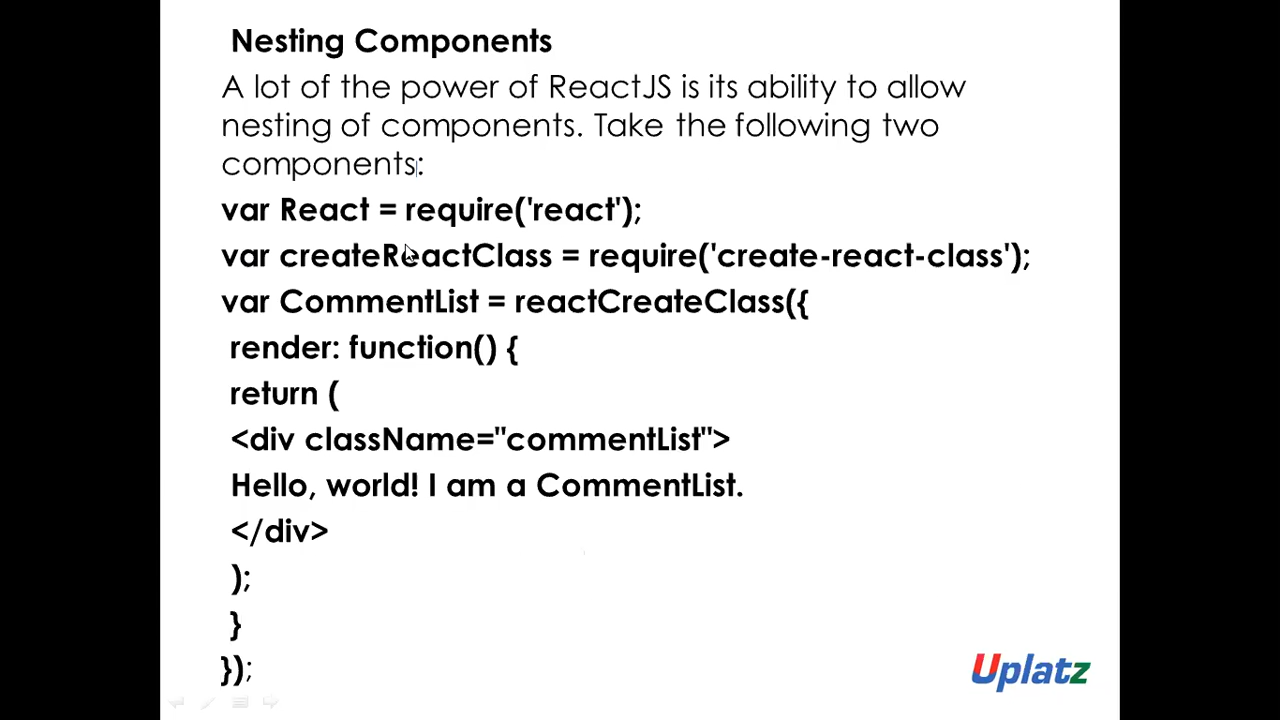 Nesting Components
A lot of the power of ReactJS is its ability to allow
nesting of components. Take the following two
components:
var React = require('react');
var createReactClass = require('create-react-class');
var CommentList = reactCreateClass({
render: function() {
return (
<div className="commentList">
Hello, world! I am a CommentList.
</div>
);
}
});
Uplatz